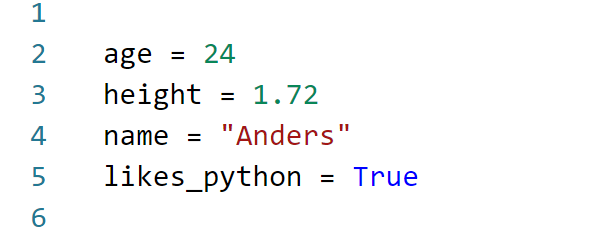 1
2 age = 24
3 height = 1.72
4 name = "Anders"
5 likes_python = True
6